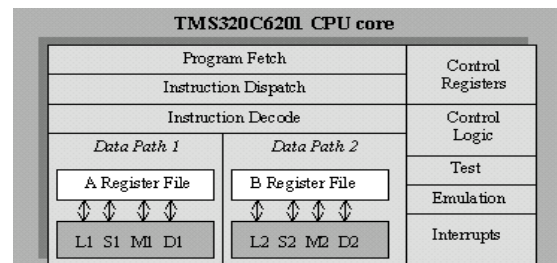 TMS320C6201 CPU core
Program Fetch
Instruction Dispatch
Instruction Decode
Data Path 1
Data Path 2
A Register File
B Register File
L1 S1 M1 D1
L2 S2 M2 D2
Control
Registers
Control
Logic
Test
Emulation
Interrupts